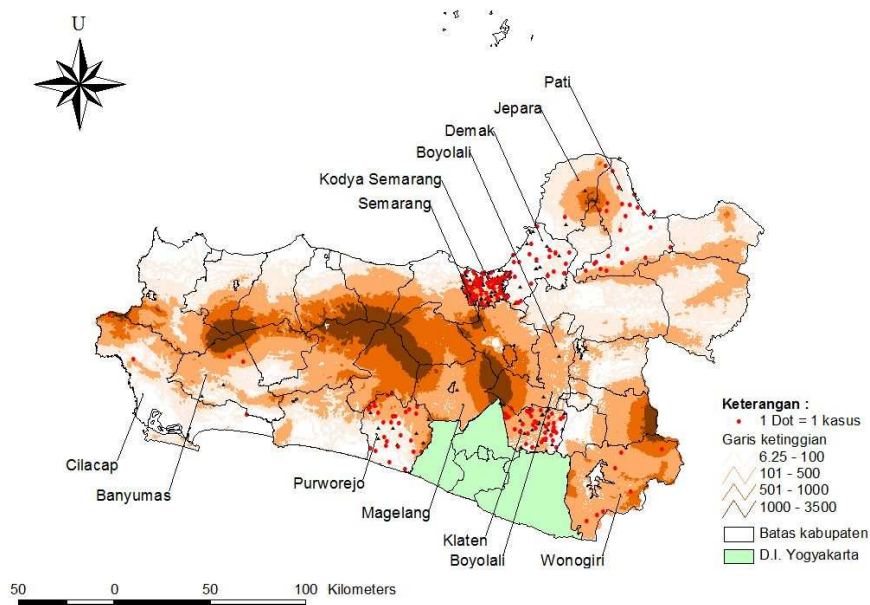 U
Pati
Jepara
Demak
Boyolali
Kodya Semarang
Semarang
Cilacap
Banyumas
Purworejo
Magelang
Klaten
Boyolali
Wonogiri
Keterangan :
1 Dot = 1 kasus
Garis ketinggian
6.25 - 100
101 - 500
501 - 1000
1000 - 3500
Batas kabupaten
D.I. Yogyakarta
50 0 50 100 Kilometers